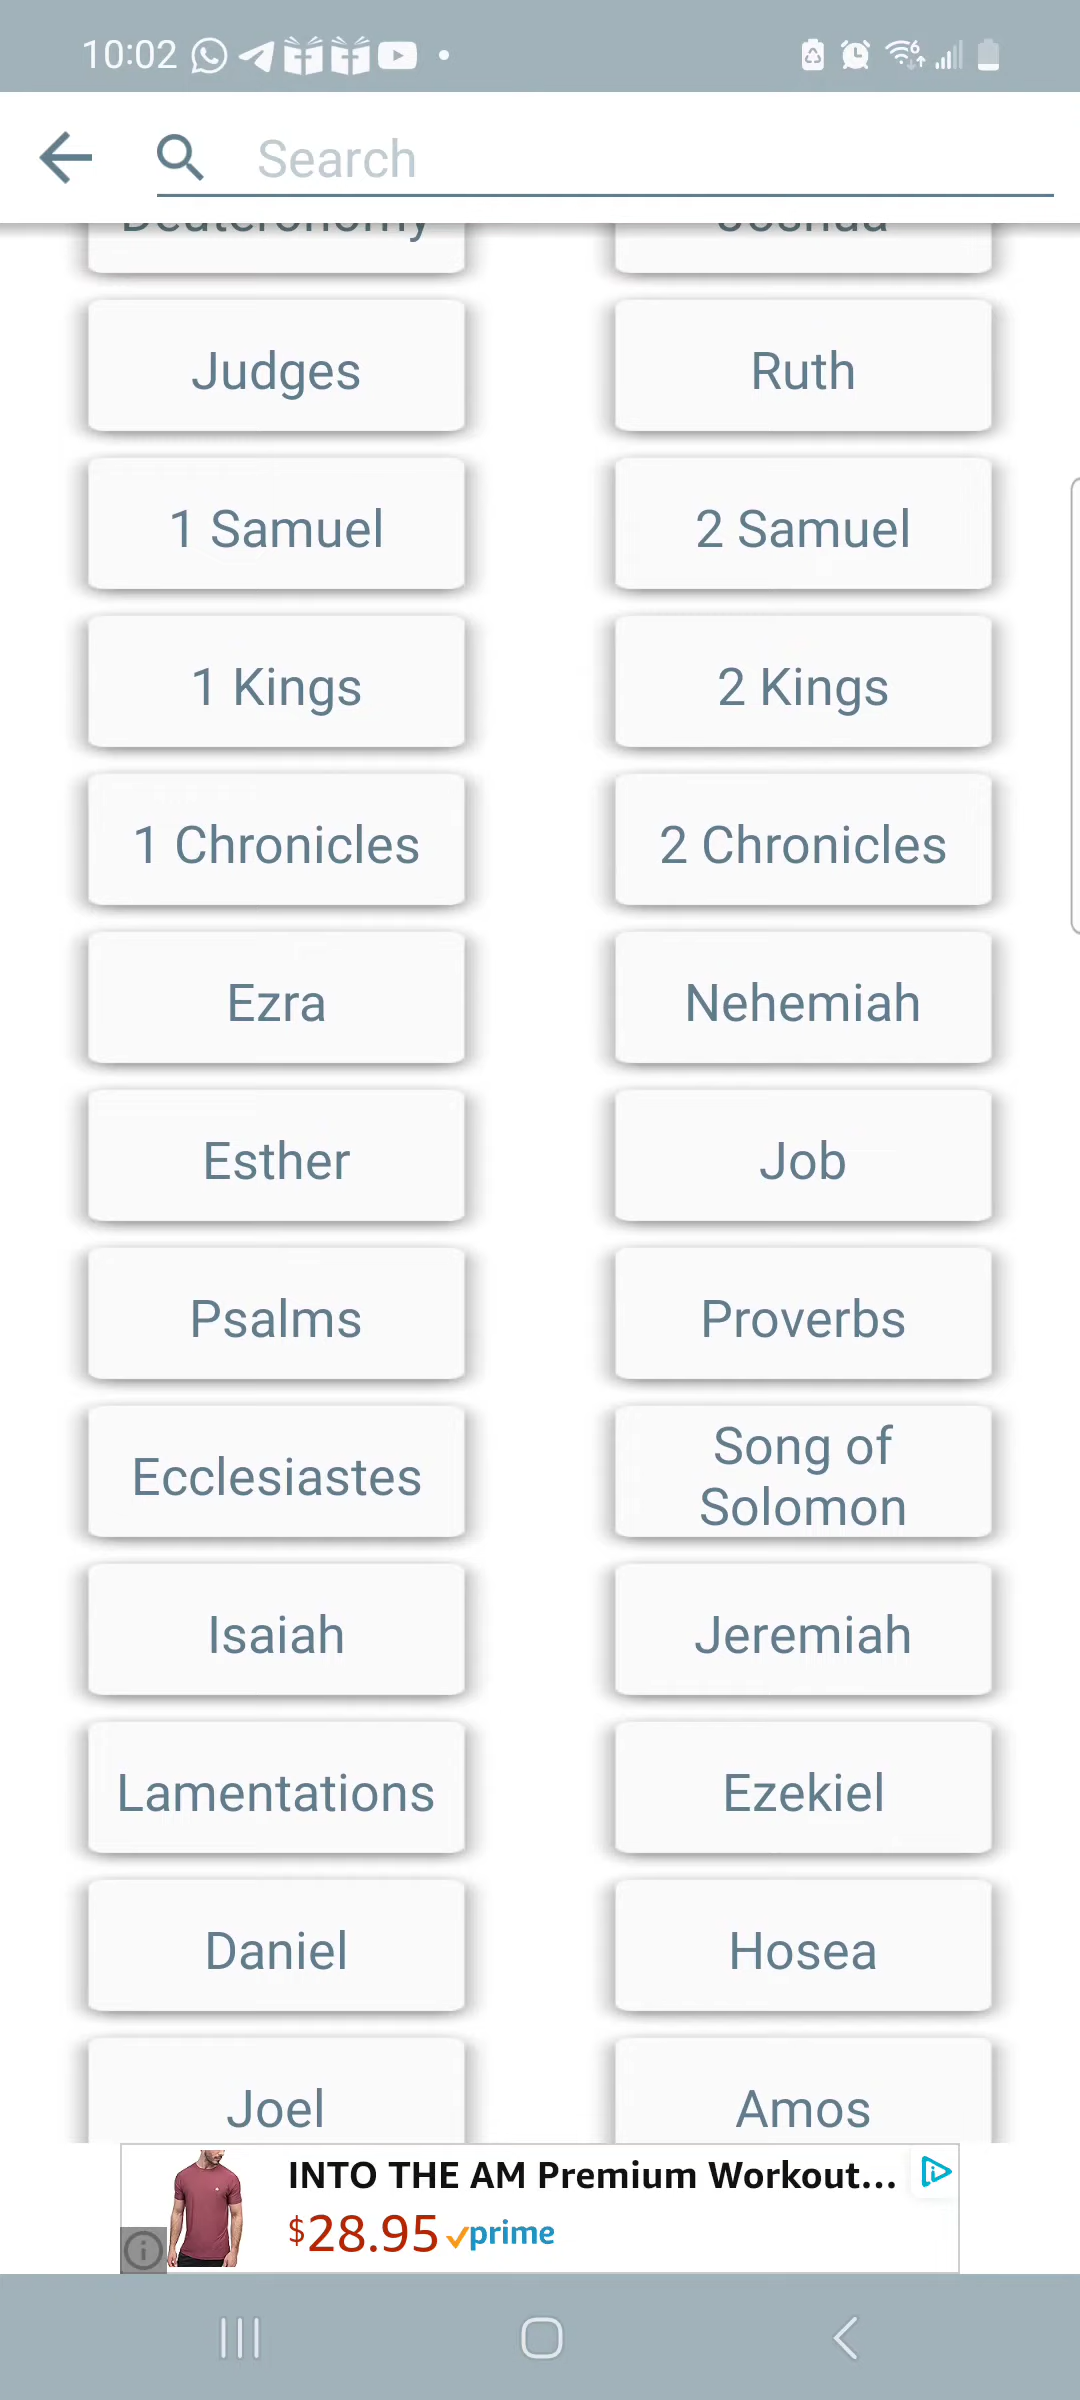 10:02
Search
Deuteronomy
Joshua
Judges
Ruth
1 Samuel
2 Samuel
1 Kings
2 Kings
1 Chronicles
2 Chronicles
Ezra
Nehemiah
Esther
Job
Psalms
Proverbs
Ecclesiastes
Song of
Solomon
Isaiah
Jeremiah
Lamentations
Ezekiel
Daniel
Hosea
Joel
Amos
INTO THE AM Premium Workout...
$28.95 prime